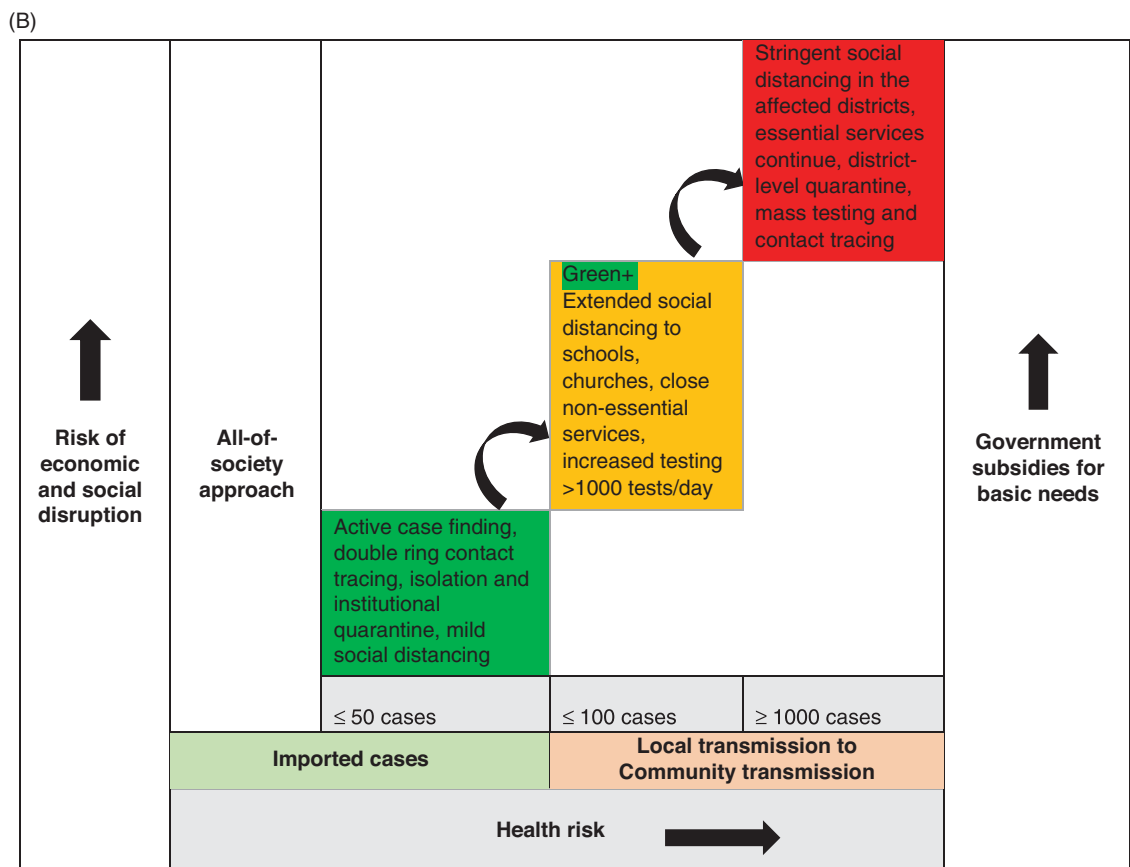 (B)
Risk of
economic
and social
disruption
All-of-
society
approach
Stringent social
distancing in the
affected districts,
essential services
continue, district-
level quarantine,
mass testing and
contact tracing
Green+
Extended social
distancing to
schools,
churches, close
non-essential
services,
increased testing
>1000 tests/day
Active case finding,
double ring contact
tracing, isolation and
institutional
quarantine, mild
social distancing
Government
subsidies for
basic needs
≤ 50 cases
≤ 100 cases
≥ 1000 cases
Imported cases
Local transmission to
Community transmission
Health risk